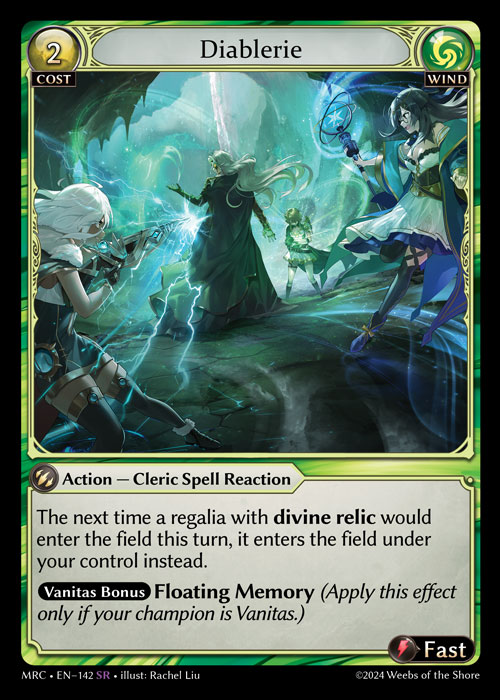 2
COST
Diablerie
WIND
Action — Cleric Spell Reaction
The next time a regalia with divine relic would
enter the field this turn, it enters the field under
your control instead.
Vanitas Bonus Floating Memory (Apply this effect
only if your champion is Vanitas.)
Fast
MRC • EN–142 SR • illust: Rachel Liu
©2024 Weebs of the Shore